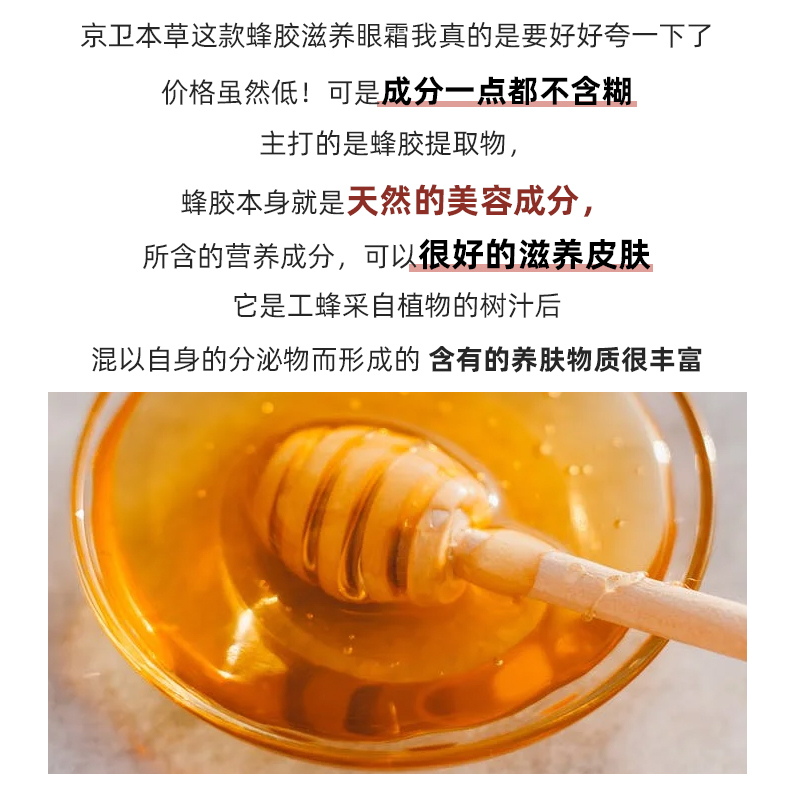 京卫本草这款蜂胶滋养眼霜我真的是要好好夸一下了
价格虽然低！可是成分一点都不含糊
主打的是蜂胶提取物，
蜂胶本身就是天然的美容成分，
所含的营养成分，可以很好的滋养皮肤
它是工蜂采自植物的树汁后
混以自身的分泌物而形成的 含有的养肤物质很丰富